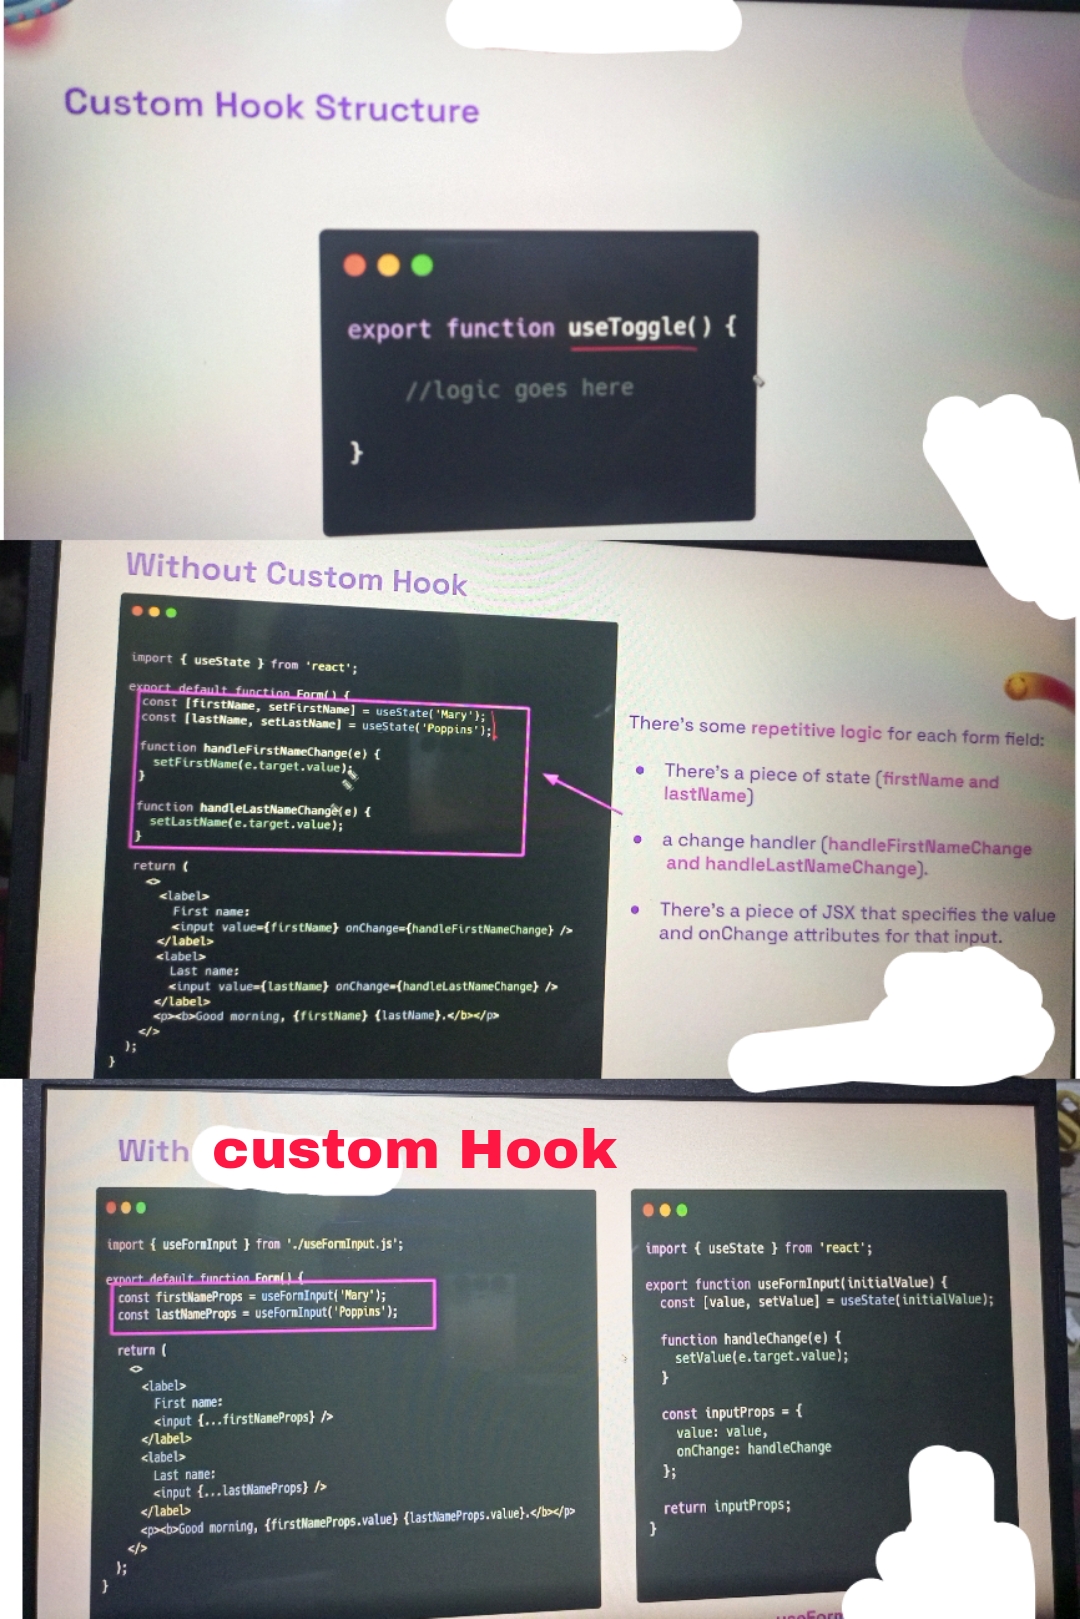 Custom Hook Structure
export function useToggle() {
//logic goes here
}
Without Custom Hook
import { useState } from 'react';
export default function Form() {
const [firstName, setFirstName] = useState('Mary');
const [lastName, setLastName] = useState('Poppins');
function handleFirstNameChange(e) {
setFirstName(e.target.value);
}
function handleLastNameChange(e) {
setLastName(e.target.value);
}
return (
<>
<label>
First name:
<input value={firstName} onChange={handleFirstNameChange} />
</label>
<label>
Last name:
<input value={lastName} onChange={handleLastNameChange} />
</label>
<p><b>Good morning, {firstName} {lastName}.</b></p>
</>
);
}
There's some repetitive logic for each form field:
• There's a piece of state (firstName and
lastName)
• a change handler (handleFirstNameChange
and handleLastNameChange).
• There's a piece of JSX that specifies the value
and onChange attributes for that input.
With custom Hook
import { useFormInput } from './useFormInput.js';
export default function Form() {
const firstNameProps = useFormInput('Mary');
const lastNameProps = useFormInput('Poppins');
return (
<>
<label>
First name:
<input {...firstNameProps} />
</label>
<label>
Last name:
<input {...lastNameProps} />
</label>
<p><b>Good morning, {firstNameProps.value} {lastNameProps.value}.</b></p>
</>
);
}
import { useState } from 'react';
export function useFormInput(initialValue) {
const [value, setValue] = useState(initialValue);
function handleChange(e) {
setValue(e.target.value);
}
const inputProps = {
value: value,
onChange: handleChange
};
return inputProps;
}